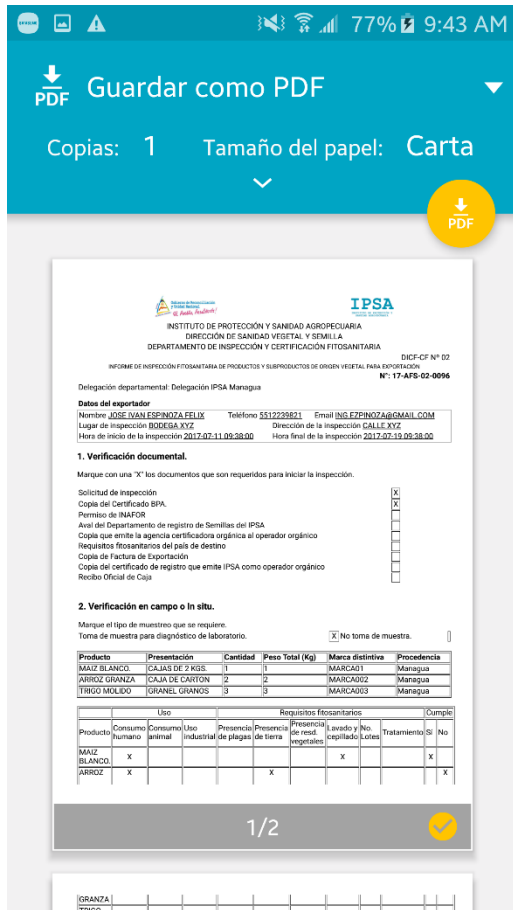 EPSON
77% 9:43 AM
PDF Guardar como PDF
Copias: 1 Tamaño del papel: Carta
PDF
IPSA
INSTITUTO DE PROTECCIÓN Y SANIDAD AGROPECUARIA
DIRECCIÓN DE SANIDAD VEGETAL Y SEMILLA
DEPARTAMENTO DE INSPECCIÓN Y CERTIFICACIÓN FITOSANITARIA
DICF-CF N° 02
INFORME DE INSPECCIÓN FITOSANITARIA DE PRODUCTOS Y SUBPRODUCTOS DE ORIGEN VEGETAL PARA EXPORTACIÓN
N°: 17-AFS-02-0096
Delegación departamental: Delegación IPSA Managua
Datos del exportador
Nombre JOSE IVAN ESPINOZA FELIX Teléfono 5512239821 Email ING.EZPINOZA@GMAIL.COM
Lugar de inspección BODEGA XYZ Dirección de la inspección CALLE XYZ
Hora de inicio de la inspección 2017-07-11 09:38:00 Hora final de la inspección 2017-07-19 09:38:00
1. Verificación documental.
Marque con una "X" los documentos que son requeridos para iniciar la inspección.
Solicitud de inspección X
Copia del Certificado BPA. X
Permiso de INAFOR
Aval del Departamento de registro de Semillas del IPSA
Copia que emite la agencia certificadora orgánica al operador orgánico
Requisitos fitosanitarios del país de destino
Copia de Factura de Exportación
Copia del certificado de registro que emite IPSA como operador orgánico
Recibo Oficial de Caja
2. Verificación en campo o In situ.
Marque el tipo de muestreo que se requiere.
Toma de muestra para diagnóstico de laboratorio. X No toma de muestra.
Producto Presentación Cantidad Peso Total (Kg) Marca distintiva Procedencia
MAIZ BLANCO. CAJAS DE 2 KGS. 1 1 MARCA01 Managua
ARROZ GRANZA CAJA DE CARTON 2 2 MARCA002 Managua
TRIGO MOLIDO GRANEL GRANOS 3 3 MARCA003 Managua
Uso Requisitos fitosanitarios Cumple
Producto Consumo humano Consumo animal Uso industrial Presencia de plagas Presencia de tierra Presencia de resd. vegetales Lavado y cepillado No. Lotes Tratamiento Sí No
MAIZ BLANCO. X X X
ARROZ X X X
1/2
GRANZA
TRIGO